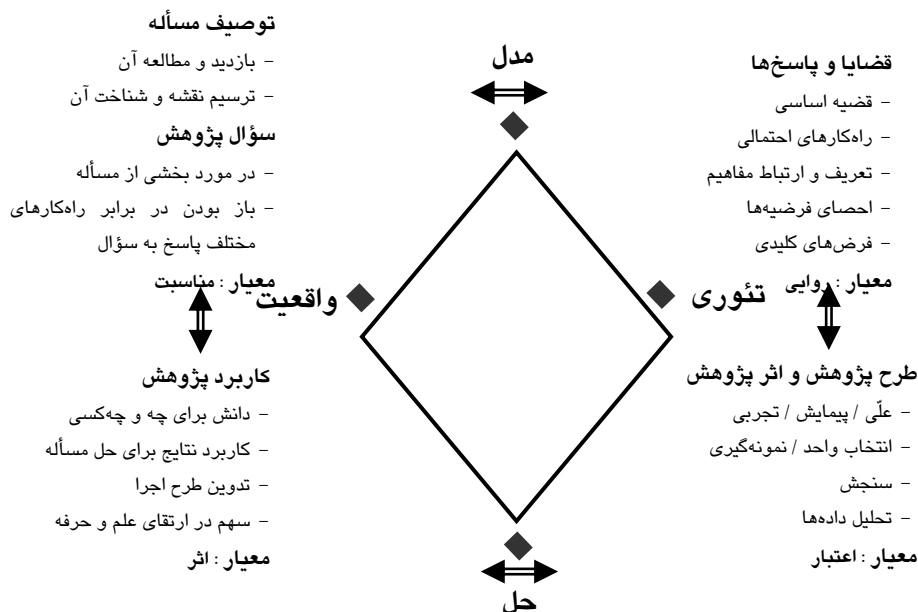 مدل
قضایا و پاسخ‌ها
– قضیه اساسی
– راه‌کارهای احتمالی
– تعریف و ارتباط مفاهیم
– احصای فرضیه‌ها
– فرض‌های کلیدی
معیار : روایی
توصیف مسأله
– بازدید و مطالعه آن
– ترسیم نقشه و شناخت آن
سؤال پژوهش
– در مورد بخشی از مسأله
– باز بودن در برابر راه‌کارهای
مختلف پاسخ به سؤال
معیار : مناسبت
تئوری
واقعیت
طرح پژوهش و اثر پژوهش
– علّی / پیمایش / تجربی
– انتخاب واحد / نمونه‌گیری
– سنجش
– تحلیل داده‌ها
معیار : اعتبار
کاربرد پژوهش
– دانش برای چه و چه‌کسی
– کاربرد نتایج برای حل مسأله
– تدوین طرح اجرا
– سهم در ارتقای علم و حرفه
معیار : اثر
حل